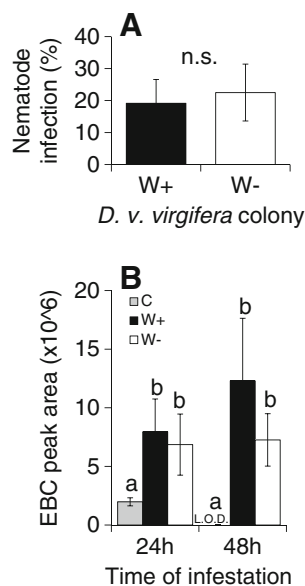 A
n.s.
Nematode
infection (%)
40
30
20
10
0
W+
W-
D. v. virgifera colony
B
EBC peak area (x10^6)
20
15
10
5
0
C
W+
W-
a
b
b
a
b
b
L.O.D.
24h
48h
Time of infestation